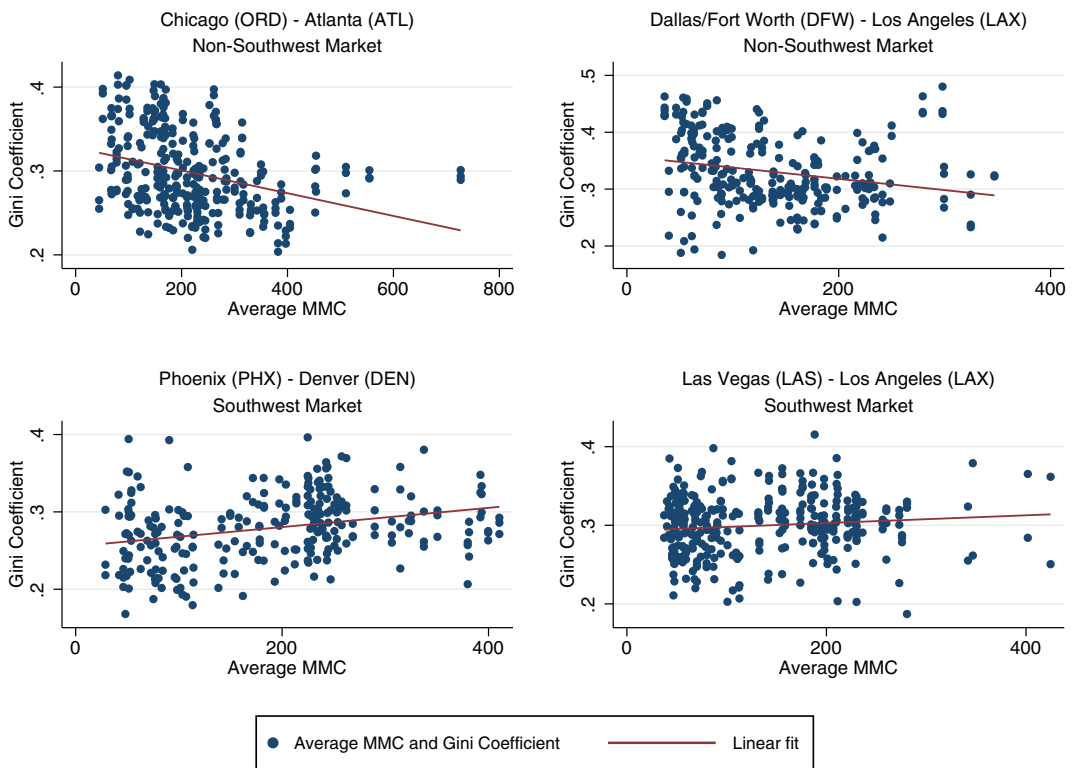 Chicago (ORD) - Atlanta (ATL)
Non-Southwest Market
Gini Coefficient
.4
.3
.2
0 200 400 600 800
Average MMC
Dallas/Fort Worth (DFW) - Los Angeles (LAX)
Non-Southwest Market
Gini Coefficient
.5
.4
.3
.2
0 200 400
Average MMC
Phoenix (PHX) - Denver (DEN)
Southwest Market
Gini Coefficient
.4
.3
.2
0 200 400
Average MMC
Las Vegas (LAS) - Los Angeles (LAX)
Southwest Market
Gini Coefficient
.4
.3
.2
0 200 400
Average MMC
Average MMC and Gini Coefficient Linear fit